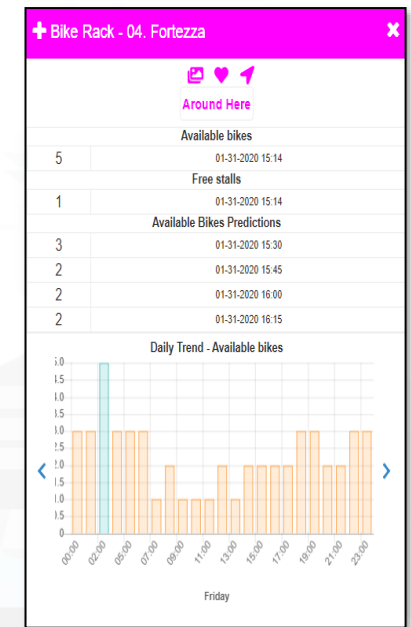 Bike Rack - 04. Fortezza
Around Here
Available bikes
5 01-31-2020 15:14
Free stalls
1 01-31-2020 15:14
Available Bikes Predictions
3 01-31-2020 15:30
2 01-31-2020 15:45
2 01-31-2020 16:00
2 01-31-2020 16:15
Daily Trend - Available bikes
0
00:00 02:00 05:00 07:00 09:00 11:00 13:00 15:00 17:00 19:00 21:00 23:00
Friday